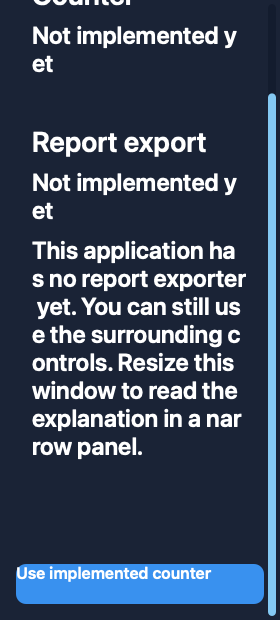 Counter
Not implemented y
et
Report export
Not implemented y
et
This application ha
s no report exporter
 yet. You can still us
e the surrounding c
ontrols. Resize this
window to read the
explanation in a nar
row panel.
Use implemented counter